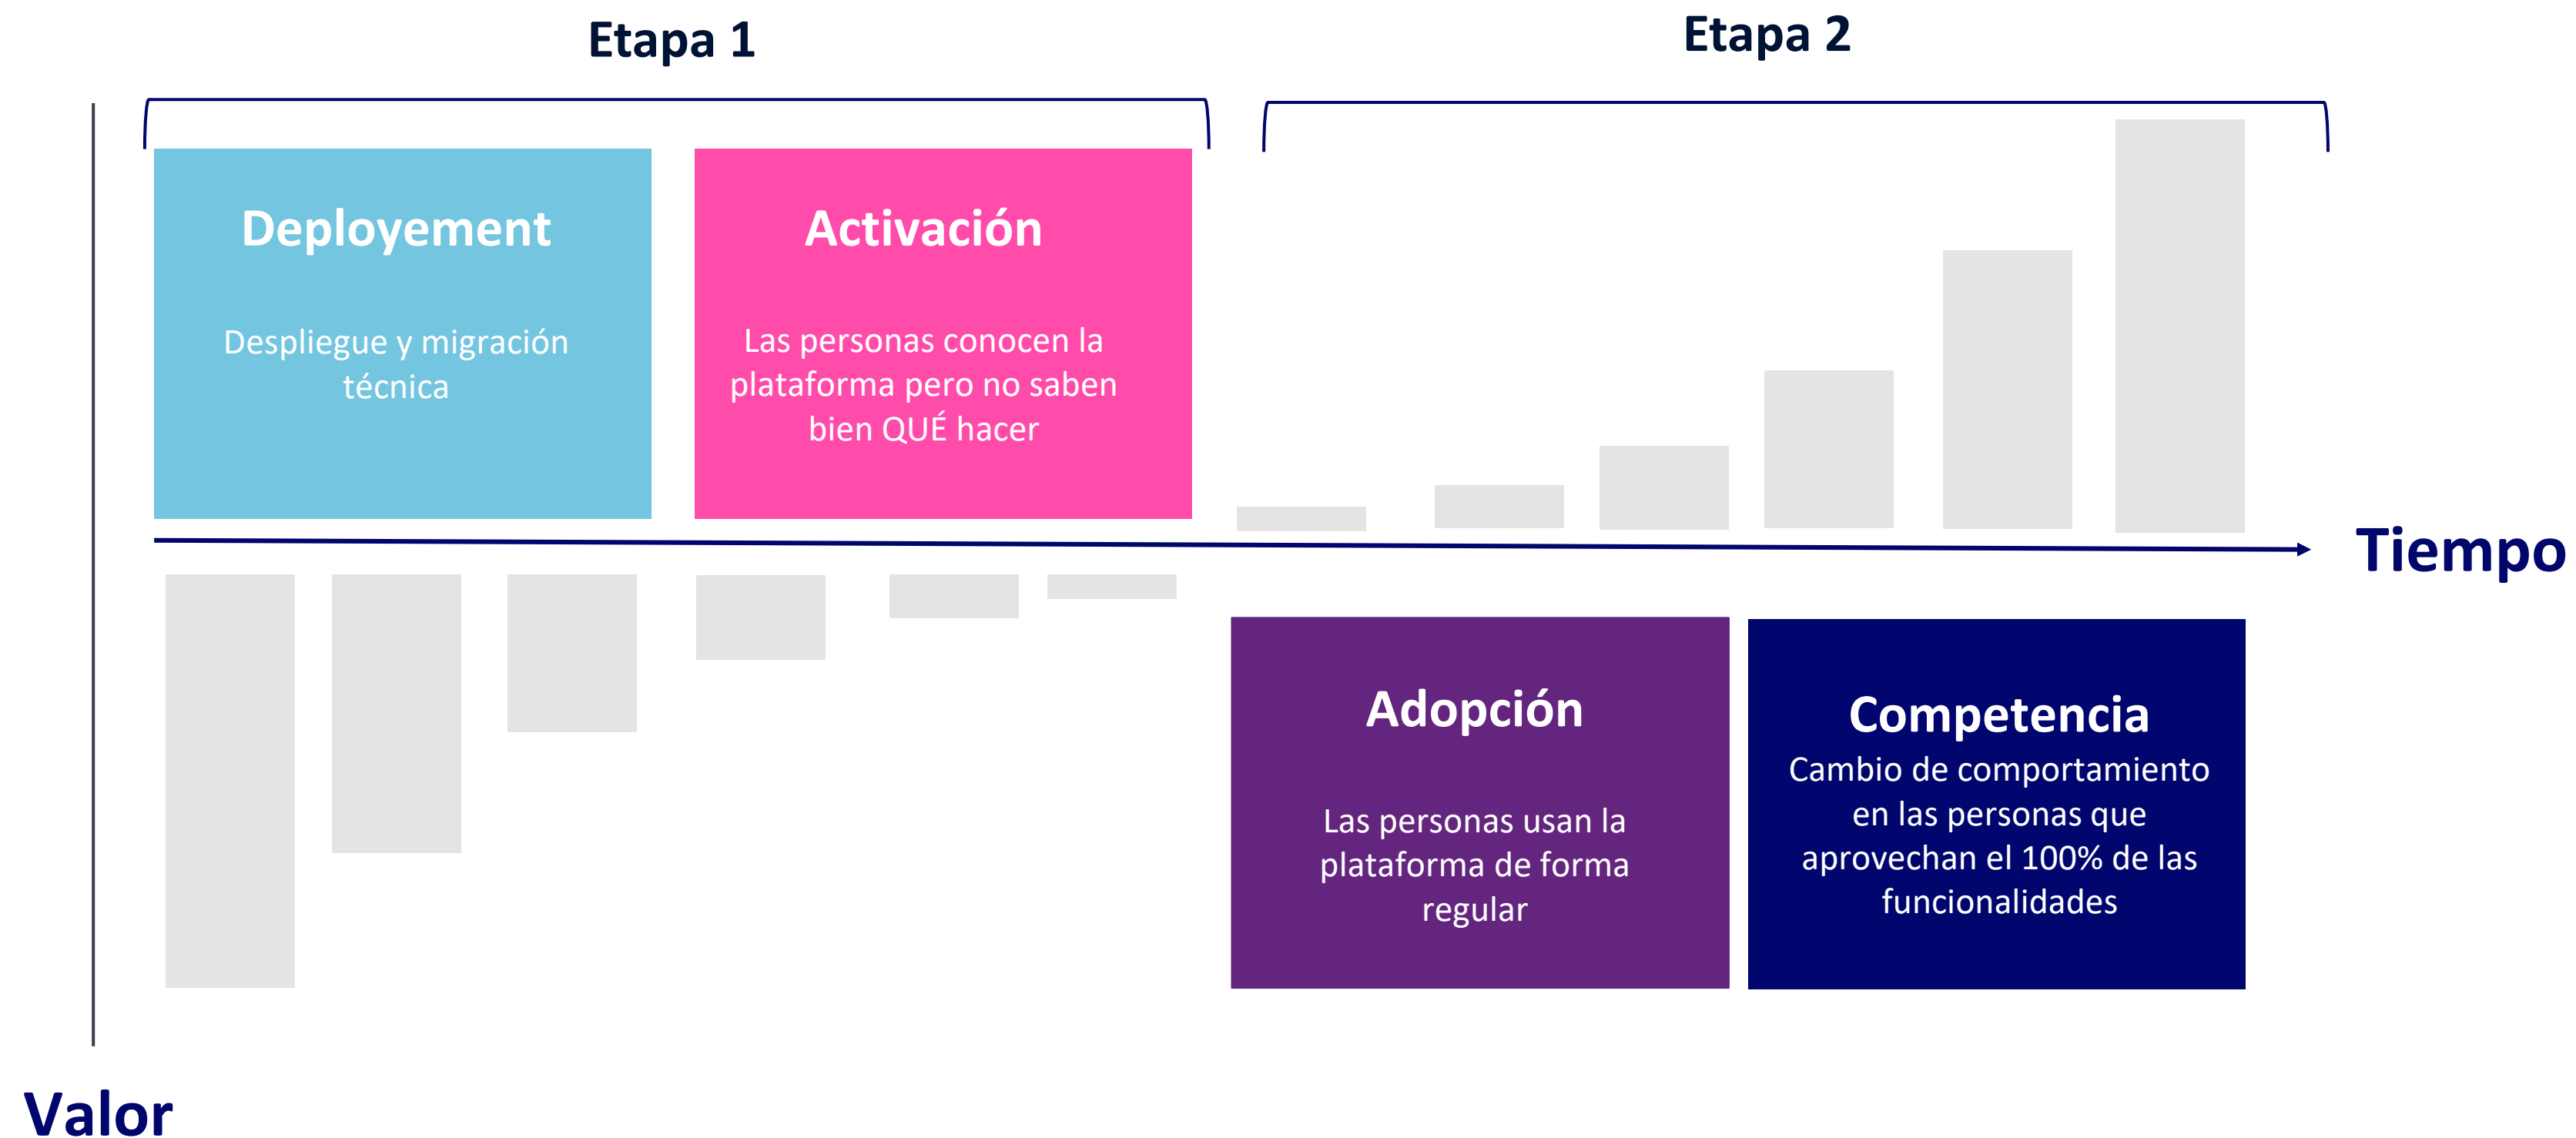 Etapa 1
Etapa 2
Deployement
Despliegue y migración
técnica
Activación
Las personas conocen la
plataforma pero no saben
bien QUÉ hacer
Tiempo
Adopción
Las personas usan la
plataforma de forma
regular
Competencia
Cambio de comportamiento
en las personas que
aprovechan el 100% de las
funcionalidades
Valor